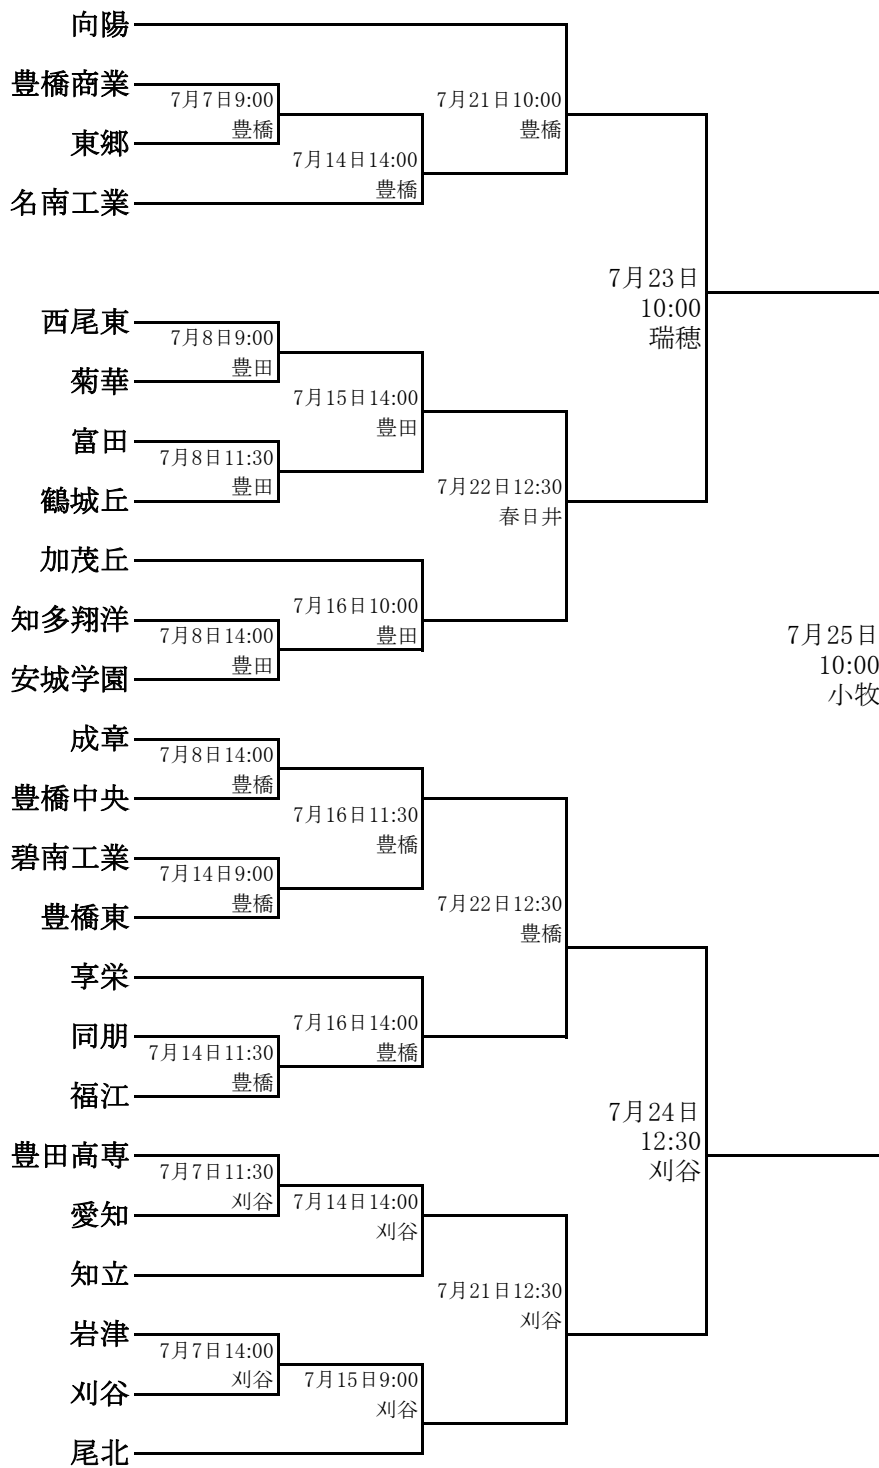 向陽
豊橋商業
7月7日9:00
豊橋
7月21日10:00
豊橋
東郷
7月14日14:00
豊橋
名南工業
7月23日
10:00
瑞穂
西尾東
7月8日9:00
豊田
菊華
7月15日14:00
豊田
富田
7月8日11:30
豊田
鶴城丘
7月22日12:30
春日井
加茂丘
7月16日10:00
豊田
知多翔洋
7月8日14:00
豊田
安城学園
7月25日
10:00
小牧
成章
7月8日14:00
豊橋
豊橋中央
7月16日11:30
豊橋
碧南工業
7月14日9:00
豊橋
豊橋東
7月22日12:30
豊橋
享栄
7月16日14:00
豊橋
同朋
7月14日11:30
豊橋
福江
7月24日
12:30
刈谷
豊田高専
7月7日11:30
刈谷
愛知
7月14日14:00
刈谷
知立
7月21日12:30
刈谷
岩津
7月7日14:00
刈谷
刈谷
7月15日9:00
刈谷
尾北